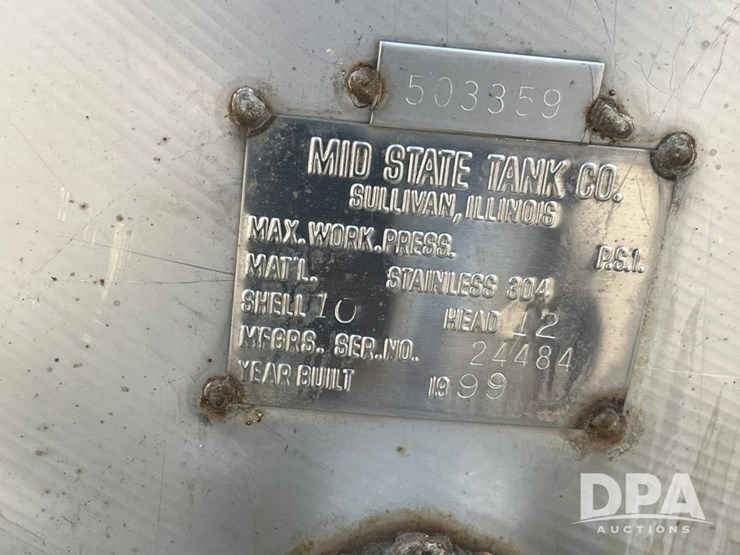 503359
MID STATE TANK CO.
SULLIVAN, ILLINOIS
MAX. WORK. PRESS. P.S.I.
MAT'L. STAINLESS 304
SHELL 10 HEAD 12
MFGRS. SER. NO. 24484
YEAR BUILT 1999
DPA
AUCTIONS